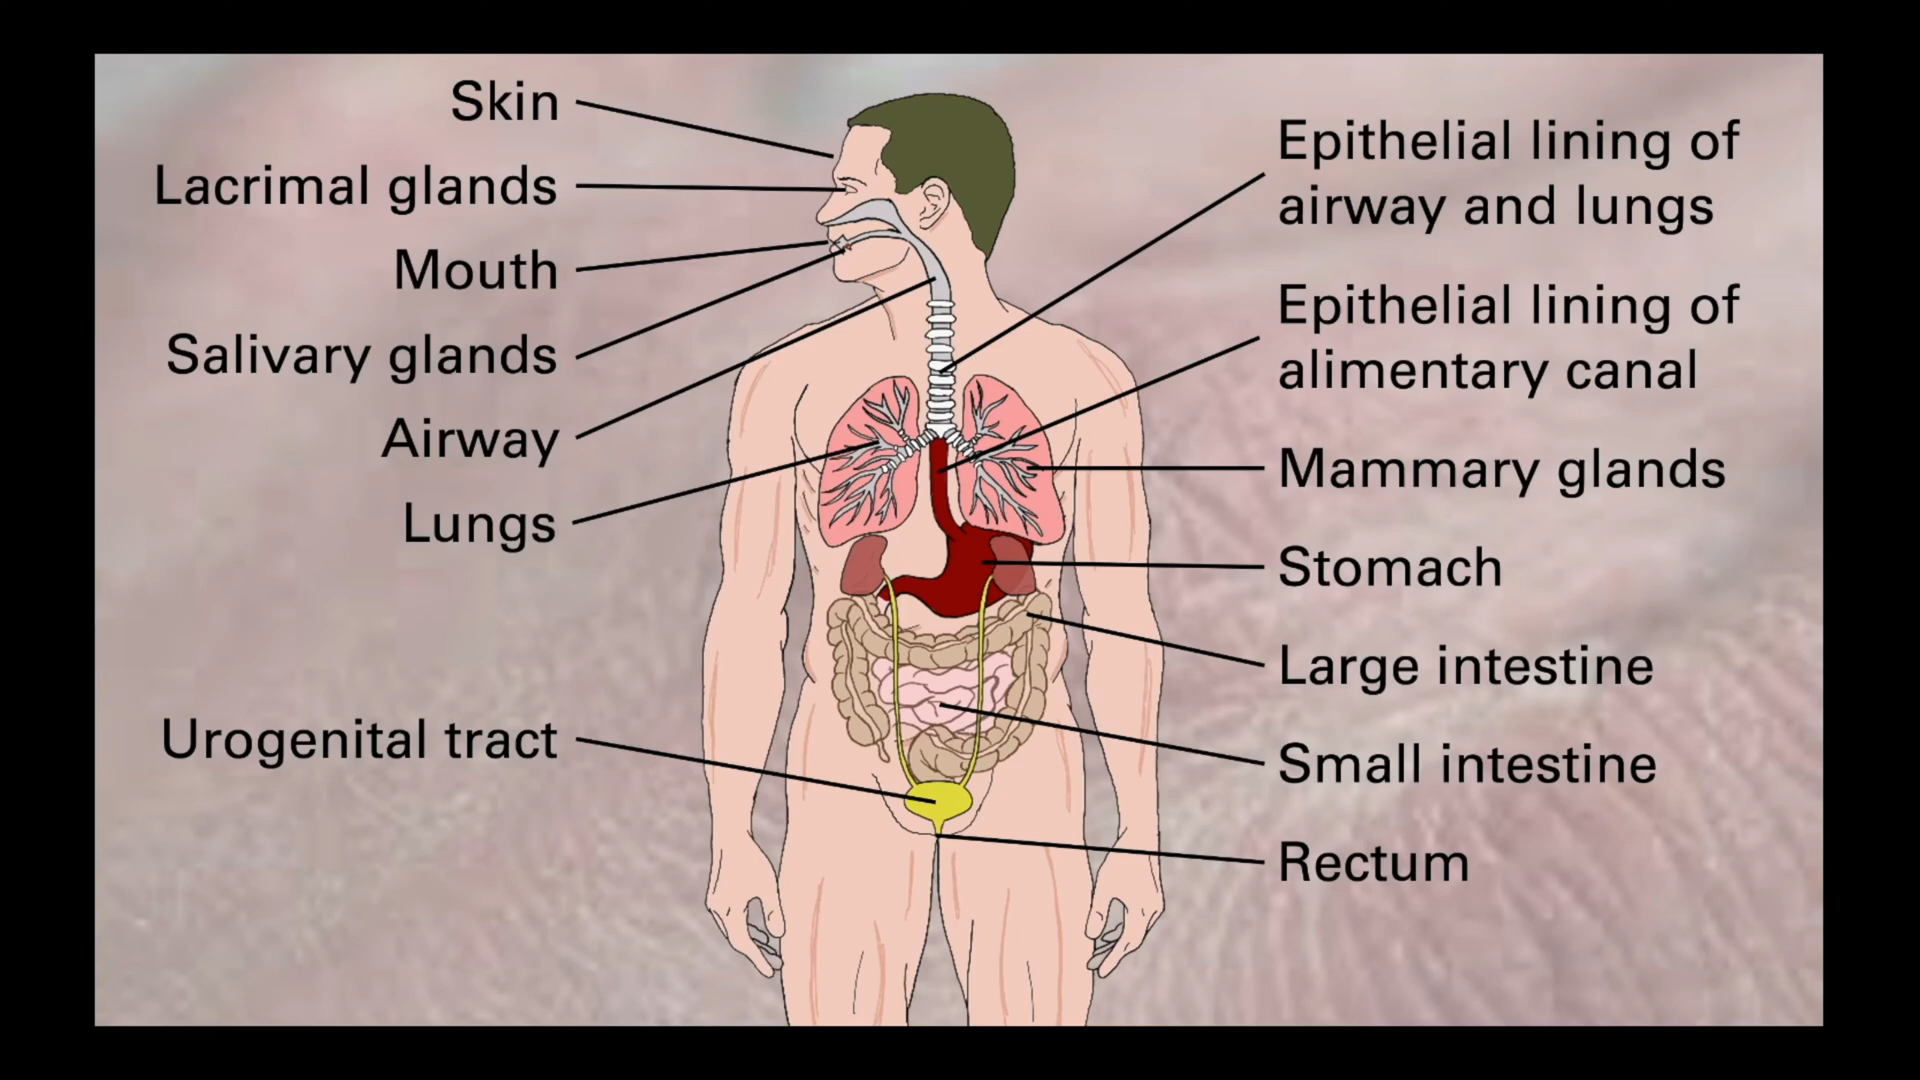 Skin
Lacrimal glands
Mouth
Salivary glands
Airway
Lungs
Urogenital tract
Epithelial lining of
airway and lungs
Epithelial lining of
alimentary canal
Mammary glands
Stomach
Large intestine
Small intestine
Rectum